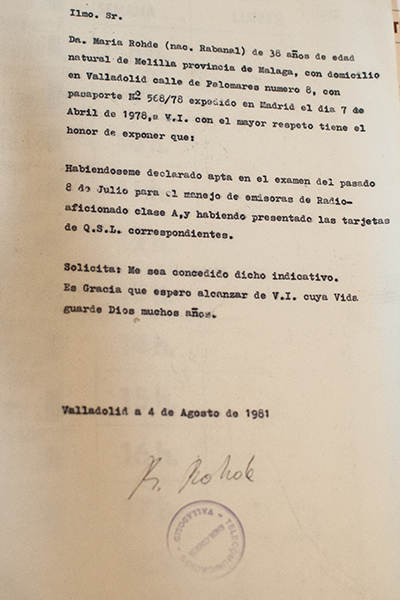 Ilmo. Sr.
Da. Maria Rohde (nac. Rabanal) de 38 años de edad
natural de Melilla provincia de Malaga, con domicilio
en Valladolid calle de Palomares numero 8, con
pasaporte Nº 568/78 expedido en Madrid el dia 7 de
Abril de 1978,a V.I. con el mayor respeto tiene el
honor de exponer que:
Habiendoseme declarado apta en el examen del pasado
8 de Julio para el manejo de emisoras de Radio-
aficionado clase A,y habiendo presentado las tarjetas
de Q.S.L. correspondientes.
Solicita: Me sea concedido dicho indicativo.
Es Gracia que espero alcanzar de V.I. cuya Vida
guarde Dios muchos años.
Valladolid a 4 de Agosto de 1981
Rohde
VALLADOLID